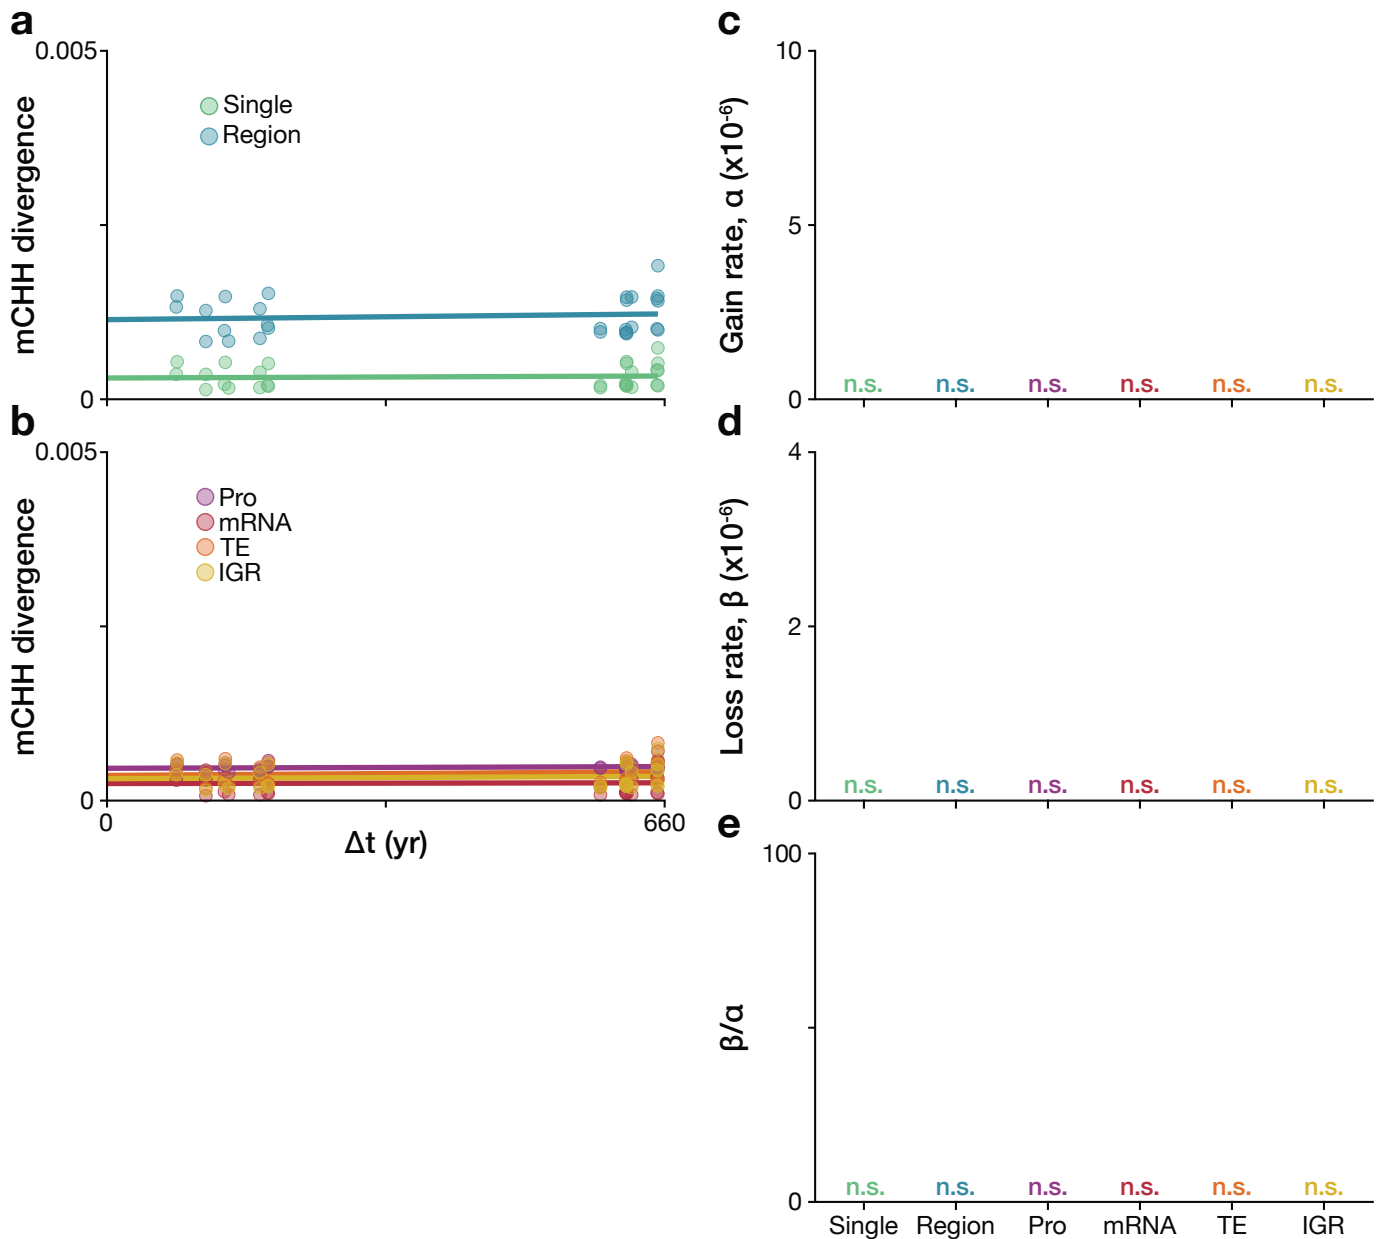 a
0.005
mCHH divergence
Single
Region
0
b
0.005
mCHH divergence
Pro
mRNA
TE
IGR
0
0
660
Δt (yr)
c
10
Gain rate, α (x10⁻⁶)
5
0
n.s. n.s. n.s. n.s. n.s. n.s.
d
4
Loss rate, β (x10⁻⁶)
2
0
n.s. n.s. n.s. n.s. n.s. n.s.
e
100
β/α
0
n.s. n.s. n.s. n.s. n.s. n.s.
Single Region Pro mRNA TE IGR